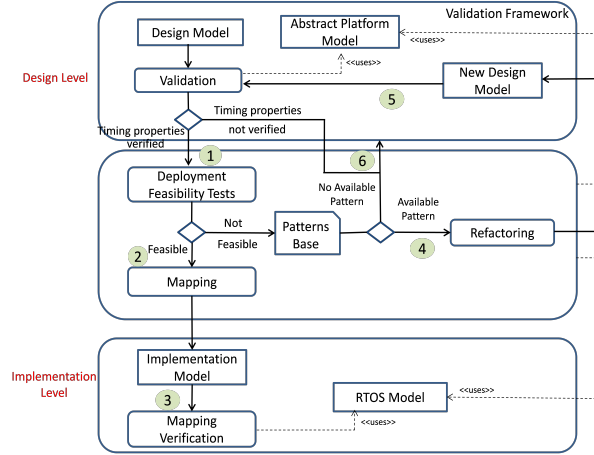 Validation Framework
Design Model
Abstract Platform
Model
<<uses>>
<<uses>>
Design Level
Validation
New Design
Model
5
Timing properties
not verified
Timing properties
verified
1
6
Deployment
Feasibility Tests
No Available
Pattern
Available
Pattern
Not
Feasible
Patterns
Base
Refactoring
4
Feasible
2
Mapping
Implementation
Model
Implementation
Level
3
RTOS Model
<<uses>>
Mapping
Verification
<<uses>>